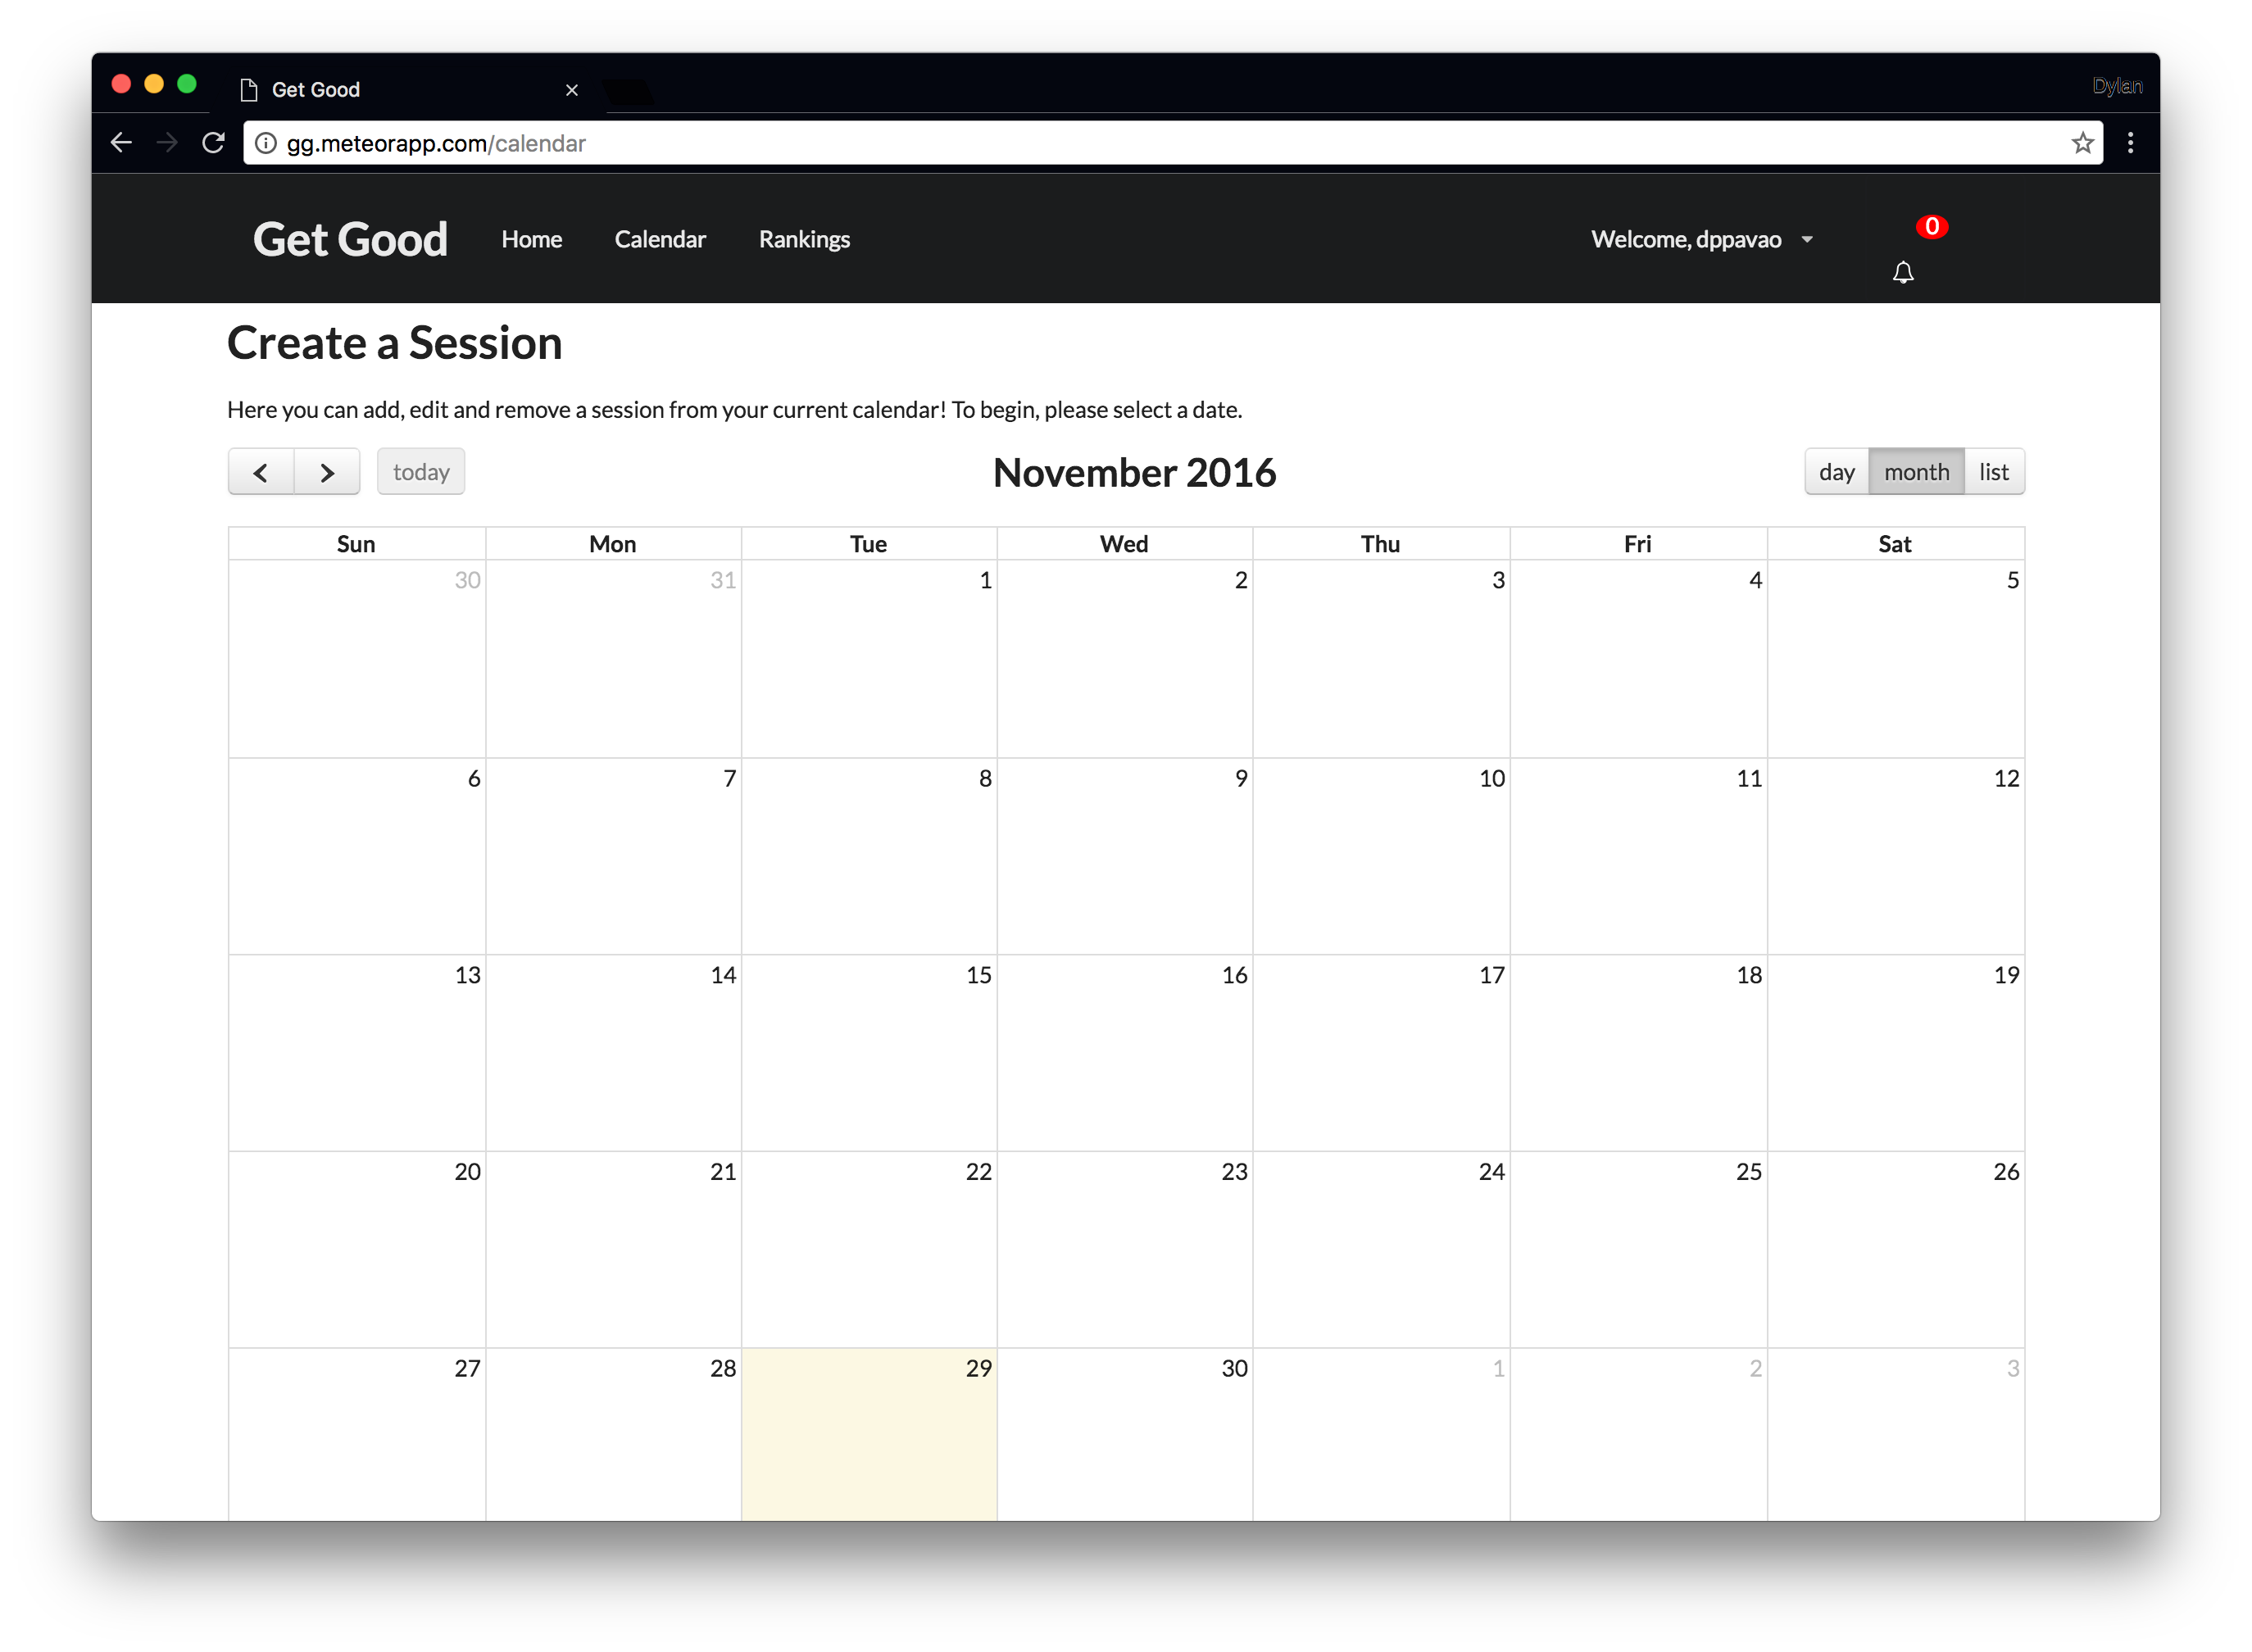 Get Good
Dylan
gg.meteorapp.com/calendar
Get Good Home Calendar Rankings Welcome, dppavao 0
Create a Session
Here you can add, edit and remove a session from your current calendar! To begin, please select a date.
today November 2016 day month list
Sun Mon Tue Wed Thu Fri Sat
30 31 1 2 3 4 5
6 7 8 9 10 11 12
13 14 15 16 17 18 19
20 21 22 23 24 25 26
27 28 29 30 1 2 3